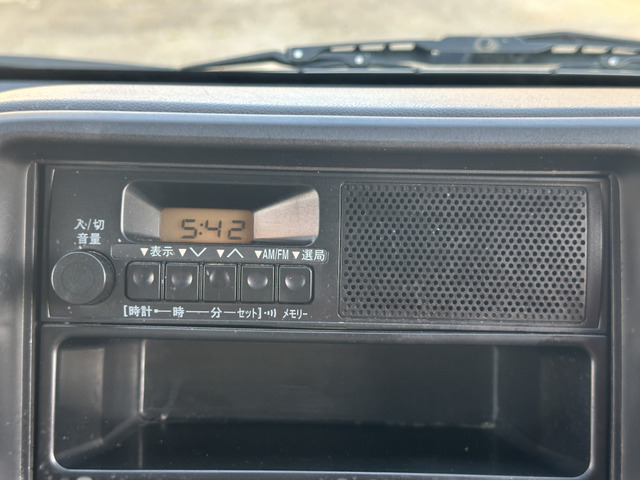 5:42
入/切
音量
▼表示 ▼﹀ ▼︿ ▼AM/FM ▼選局
[時計━時━━分━セット]•))) メモリー